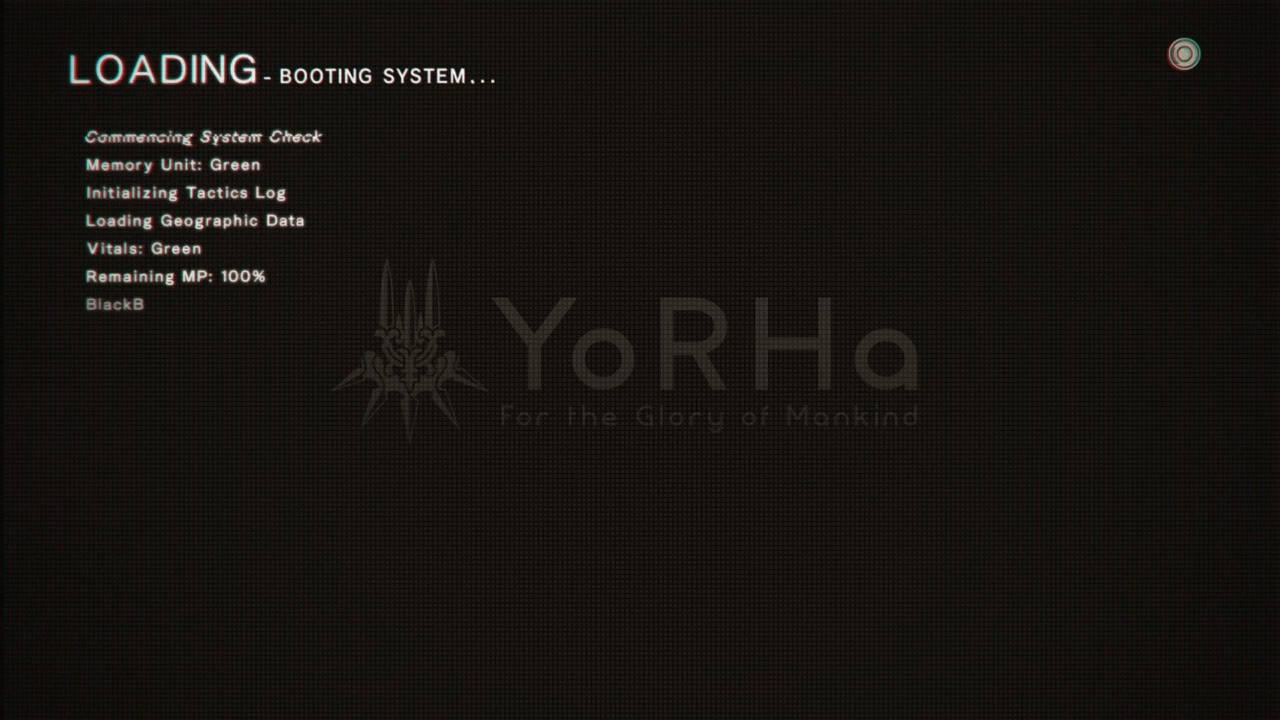 LOADING - BOOTING SYSTEM...
Commencing System Check
Memory Unit: Green
Initializing Tactics Log
Loading Geographic Data
Vitals: Green
Remaining MP: 100%
BlackB
YoRHa
For the Glory of Mankind